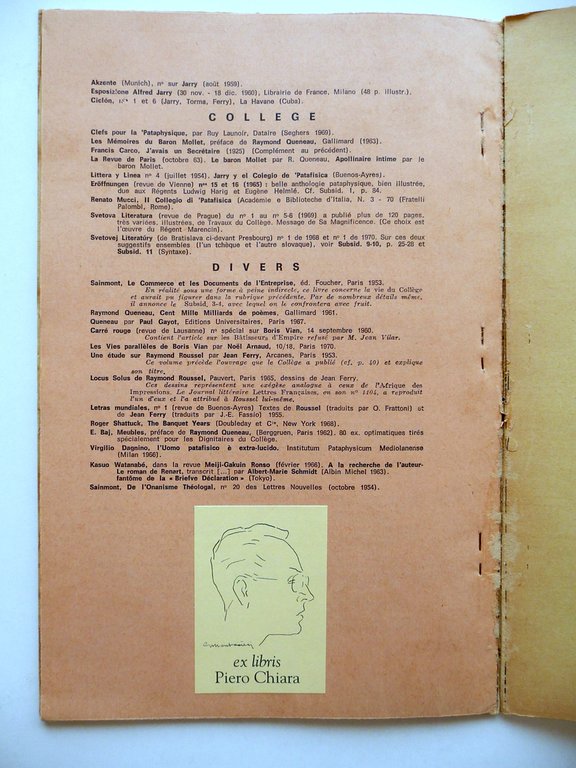 Akzente (Munich), n° sur Jarry (août 1959).
Esposizione Alfred Jarry (30 nov. - 18 dic. 1960), Librairie de France, Milano (48 p. illustr.).
Ciclón, n°s 1 et 6 (Jarry, Torma, Ferry), La Havane (Cuba).
COLLEGE
Clefs pour la 'Pataphysique, par Ruy Launoir, Dataire (Seghers 1969).
Les Mémoires du Baron Mollet, préface de Raymond Queneau, Gallimard (1963).
Francis Carco, J'avais un Secrétaire (1925) (Complément au précédent).
La Revue de Paris (octobre 63). Le baron Mollet par R. Queneau, Apollinaire intime par le
baron Mollet.
Littera y Linea n° 4 (juillet 1954). Jarry y el Colegio de 'Patafisica (Buenos-Ayres).
Eröffnungen (revue de Vienne) nos 15 et 16 (1965) : belle anthologie pataphysique, bien illustrée,
due aux Régents Ludwig Harig et Eugène Helmlé. Cf. Subsid. 1, p. 84.
Renato Mucci, Il Collegio di 'Patafisica (Académie e Biblioteche d'Italia, N. 3 - 70 (Fratelli
Palombi, Rome).
Svetova Literatura (revue de Prague) du n° 1 au n° 5-6 (1969) a publié plus de 120 pages,
très variées, illustrées, de Travaux du Collège. Message de Sa Magnificence. [Ce choix est
l'œuvre du Régent Marencin].
Svetovej Literatúry (de Bratislava ci-devant Presbourg) n° 1 de 1968 et n° 1 de 1970. Sur ces deux
suggestifs ensembles (l'un tchèque et l'autre slovaque), voir Subsid. 9-10, p. 25-28 et
Subsid. 11 (Syntaxe).
DIVERS
Sainmont, Le Commerce et les Documents de l'Entreprise, éd. Foucher, Paris 1953.
En réalité sous une forme à peine indirecte, ce livre concerne la vie du Collège
et aurait pu figurer dans la rubrique précédente. Par de nombreux détails même,
il annonce le Subsid. 3-4, avec lequel on le confrontera avec fruit.
Raymond Queneau, Cent Mille Milliards de poèmes, Gallimard 1961.
Queneau par Paul Gayot, Editions Universitaires, Paris 1967.
Carré rouge (revue de Lausanne) n° spécial sur Boris Vian, 14 septembre 1960.
Contient l'article sur les Bâtisseurs d'Empire refusé par M. Jean Vilar.
Les Vies parallèles de Boris Vian par Noël Arnaud, 10/18, Paris 1970.
Une étude sur Raymond Roussel par Jean Ferry, Arcanes, Paris 1953.
Ce volume précède l'ouvrage que le Collège a publié (cf. p. 40) et explique
son titre.
Locus Solus de Raymond Roussel, Pauvert, Paris 1965, dessins de Jean Ferry.
Ces dessins représentent une exégène analogue à ceux de l'Afrique des
Impressions. Le Journal littéraire Lettres Françaises, en son n° 1104, a reproduit
l'un d'eux et l'a attribué à Roussel lui-même.
Letras mundiales, n° 1 (revue de Buenos-Ayres) Textes de Roussel (traduits par O. Frattoni) et
de Jean Ferry (traduits par J.-E. Fassio) 1955.
Roger Shattuck, The Banquet Years (Doubleday et Cie, New York 1968).
E. Baj, Meubles, préface de Raymond Queneau, (Berggruen, Paris 1962). 80 ex. optimatiques tirés
spécialement pour les Dignitaires du Collège.
Virgilio Dagnino, l'Uomo patafisico è extra-lucido. Institutum Pataphysicum Mediolanense
(Milan 1966).
Kasuo Watanabé, dans la revue Meiji-Gakuin Ronso (février 1966). A la recherche de l'auteur-
Le roman de Renart, transcrit [...] par Albert-Marie Schmidt (Albin Michel 1963).
fantôme de la « Briefve Déclaration » (Tokyo).
Sainmont, De l'Onanisme Théologal, n° 20 des Lettres Nouvelles (octobre 1954).
ex libris
Piero Chiara